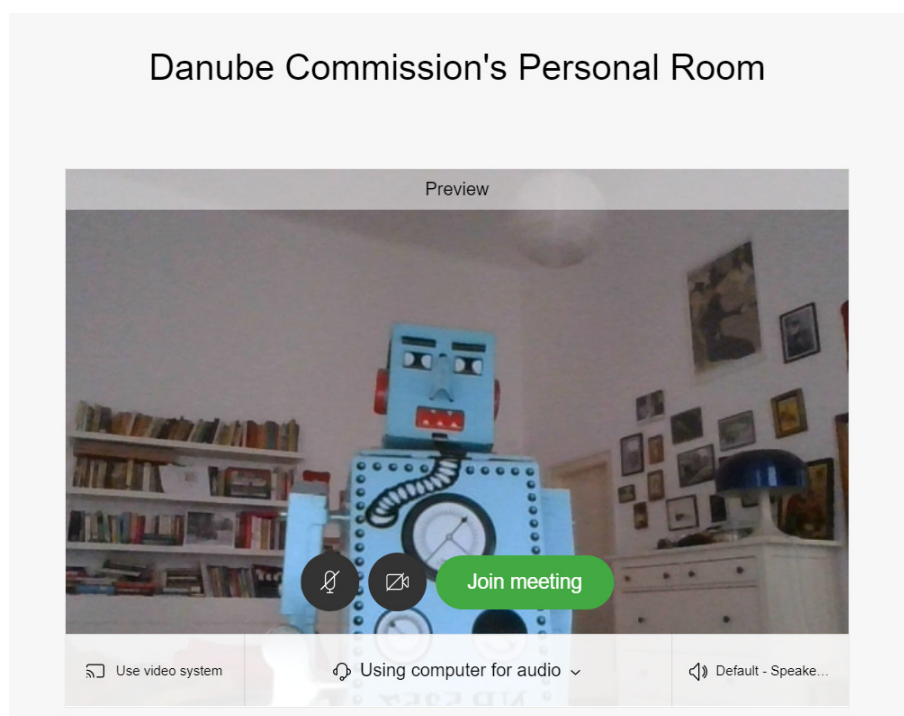 Danube Commission's Personal Room
Preview
Join meeting
Use video system
Using computer for audio
Default - Speake...